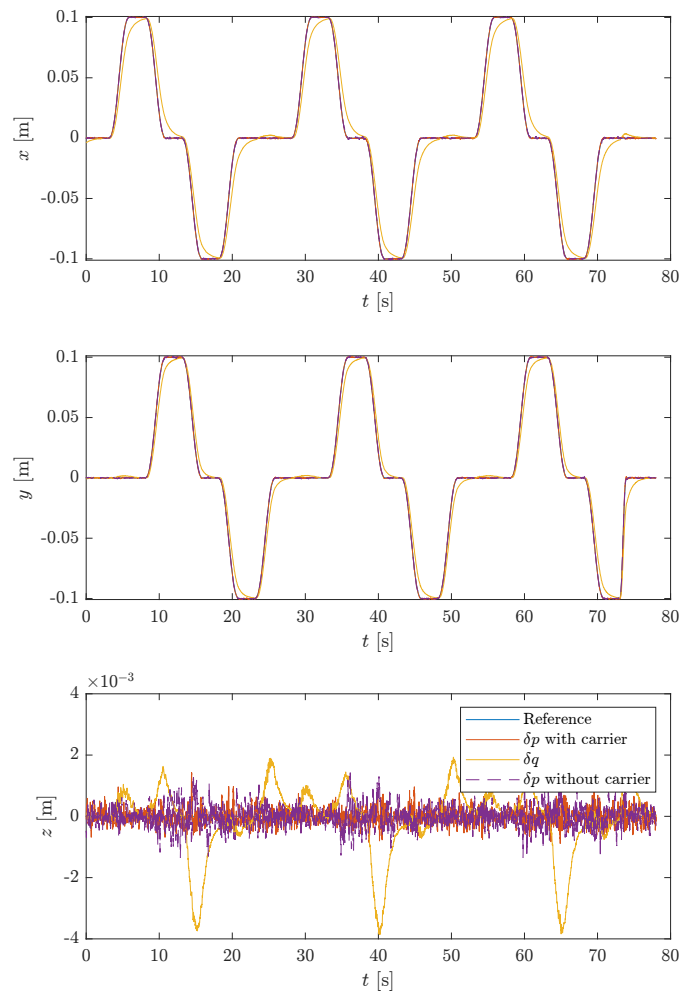 0.1
0.05
0
-0.05
-0.1
x [m]
0 10 20 30 40 50 60 70 80
t [s]
0.1
0.05
0
-0.05
-0.1
y [m]
0 10 20 30 40 50 60 70 80
t [s]
×10⁻³
4
2
0
-2
-4
z [m]
Reference
δp with carrier
δq
δp without carrier
0 10 20 30 40 50 60 70 80
t [s]